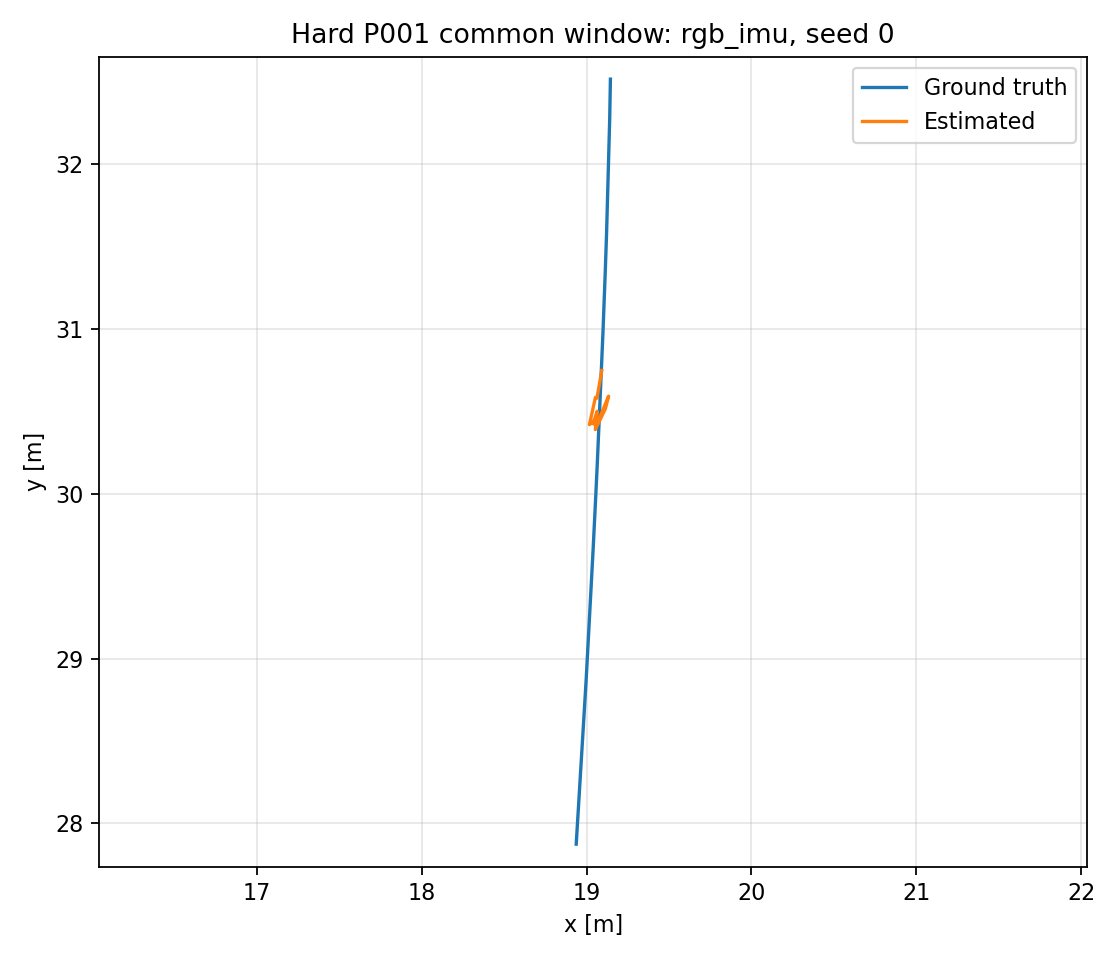 Hard P001 common window: rgb_imu, seed 0
Ground truth
Estimated
32
31
30
29
28
y [m]
17 18 19 20 21 22
x [m]